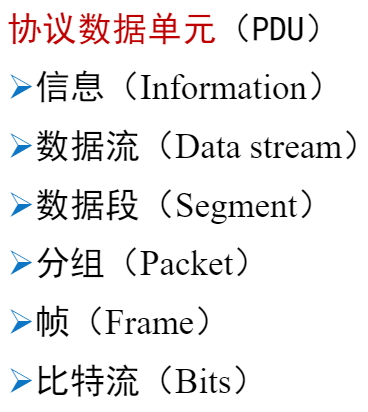 协议数据单元（PDU）
➢信息（Information）
➢数据流（Data stream）
➢数据段（Segment）
➢分组（Packet）
➢帧（Frame）
➢比特流（Bits）